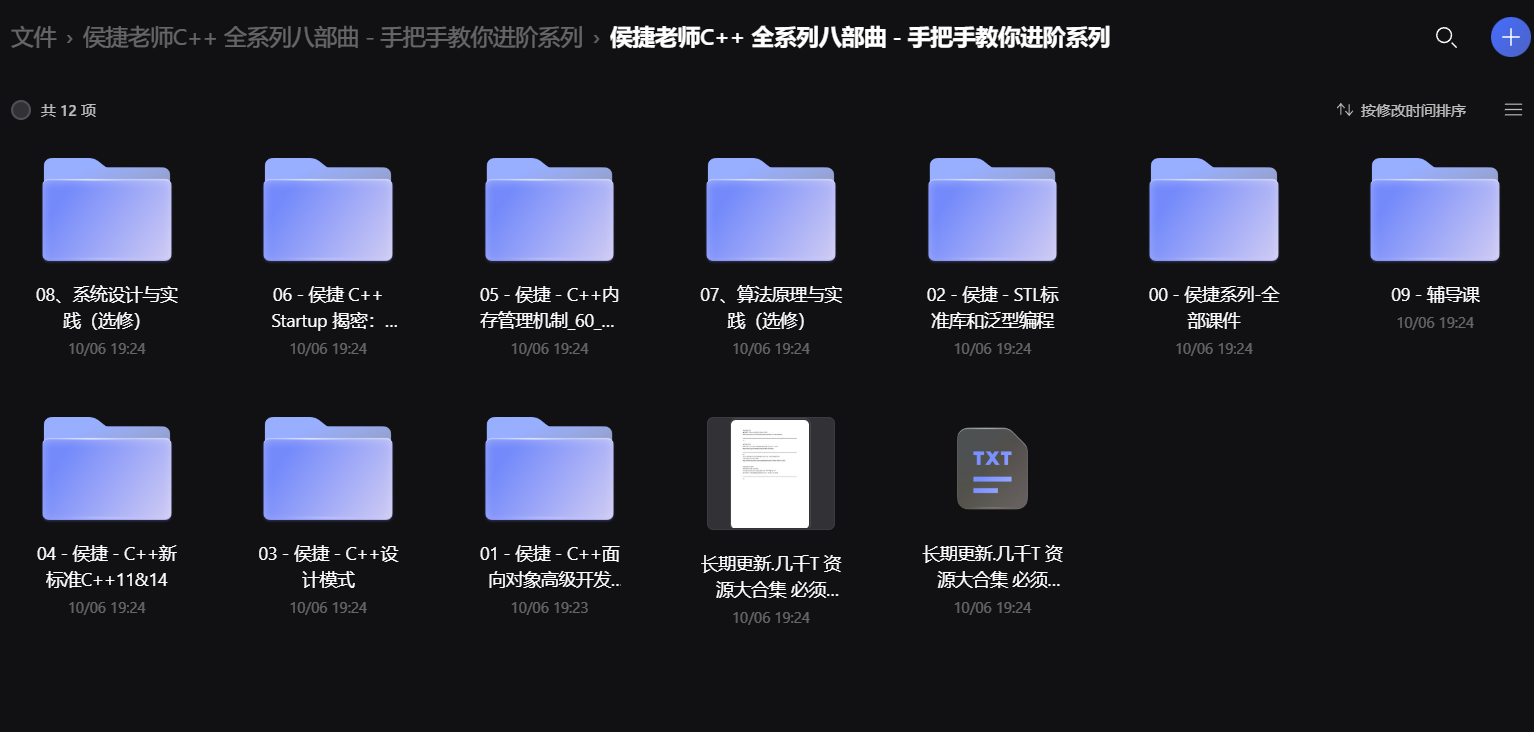 文件 › 侯捷老师C++ 全系列八部曲 - 手把手教你进阶系列 › 侯捷老师C++ 全系列八部曲 - 手把手教你进阶系列
共 12 项
按修改时间排序
08、系统设计与实
践（选修）
10/06 19:24
06 - 侯捷 C++
Startup 揭密：...
10/06 19:24
05 - 侯捷 - C++内
存管理机制_60_...
10/06 19:24
07、算法原理与实
践（选修）
10/06 19:24
02 - 侯捷 - STL标
准库和泛型编程
10/06 19:24
00 - 侯捷系列-全
部课件
10/06 19:24
09 - 辅导课
10/06 19:24
04 - 侯捷 - C++新
标准C++11&14
10/06 19:24
03 - 侯捷 - C++设
计模式
10/06 19:24
01 - 侯捷 - C++面
向对象高级开发...
10/06 19:23
长期更新.几千T 资
源大合集 必须...
10/06 19:24
TXT
长期更新.几千T 资
源大合集 必须...
10/06 19:24